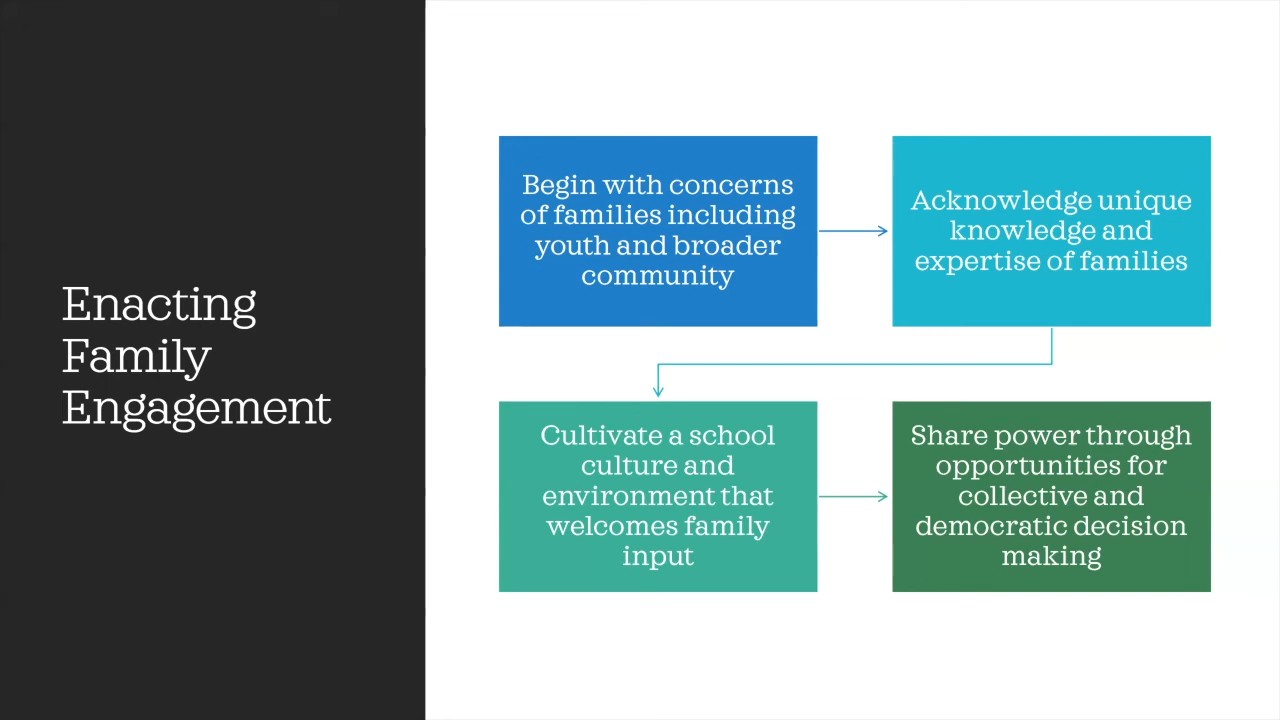 Enacting
Family
Engagement
Begin with concerns
of families including
youth and broader
community
Acknowledge unique
knowledge and
expertise of families
Cultivate a school
culture and
environment that
welcomes family
input
Share power through
opportunities for
collective and
democratic decision
making